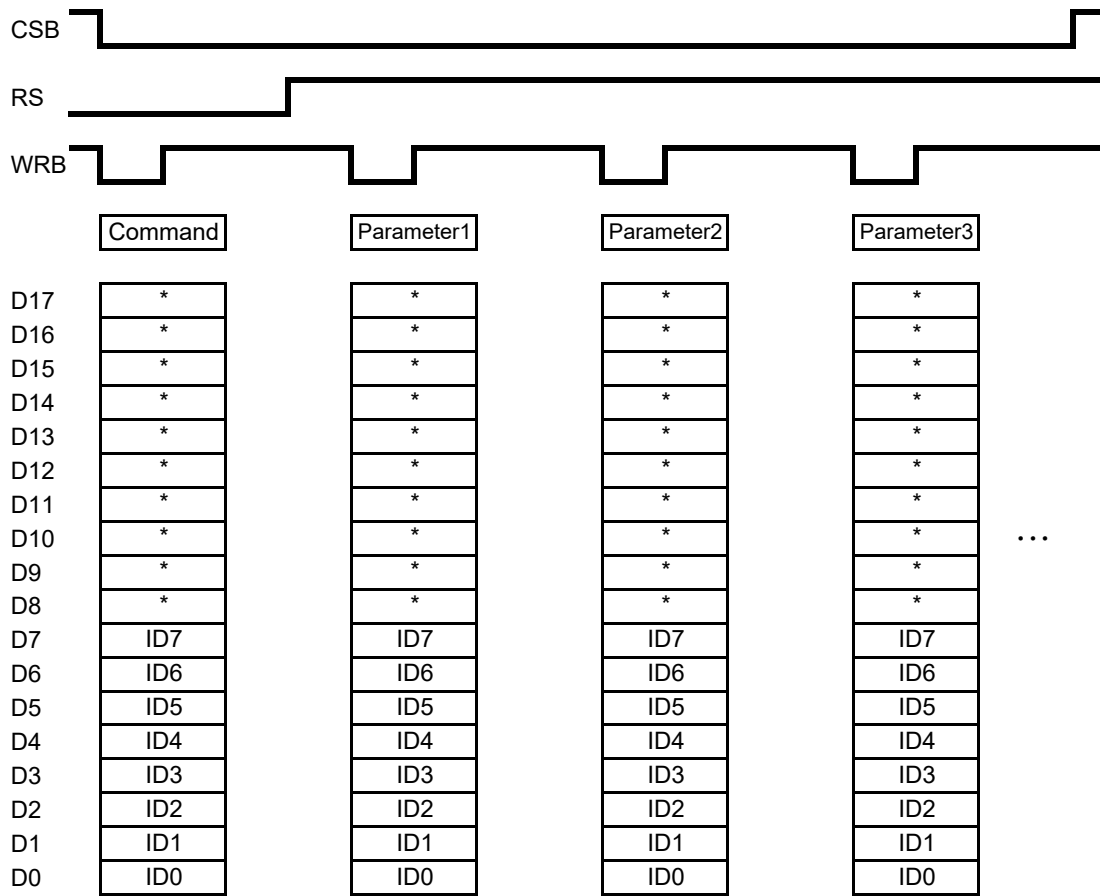 CSB
RS
WRB
Command Parameter1 Parameter2 Parameter3
D17 * * * *
D16 * * * *
D15 * * * *
D14 * * * *
D13 * * * *
D12 * * * *
D11 * * * *
D10 * * * * ...
D9 * * * *
D8 * * * *
D7 ID7 ID7 ID7 ID7
D6 ID6 ID6 ID6 ID6
D5 ID5 ID5 ID5 ID5
D4 ID4 ID4 ID4 ID4
D3 ID3 ID3 ID3 ID3
D2 ID2 ID2 ID2 ID2
D1 ID1 ID1 ID1 ID1
D0 ID0 ID0 ID0 ID0